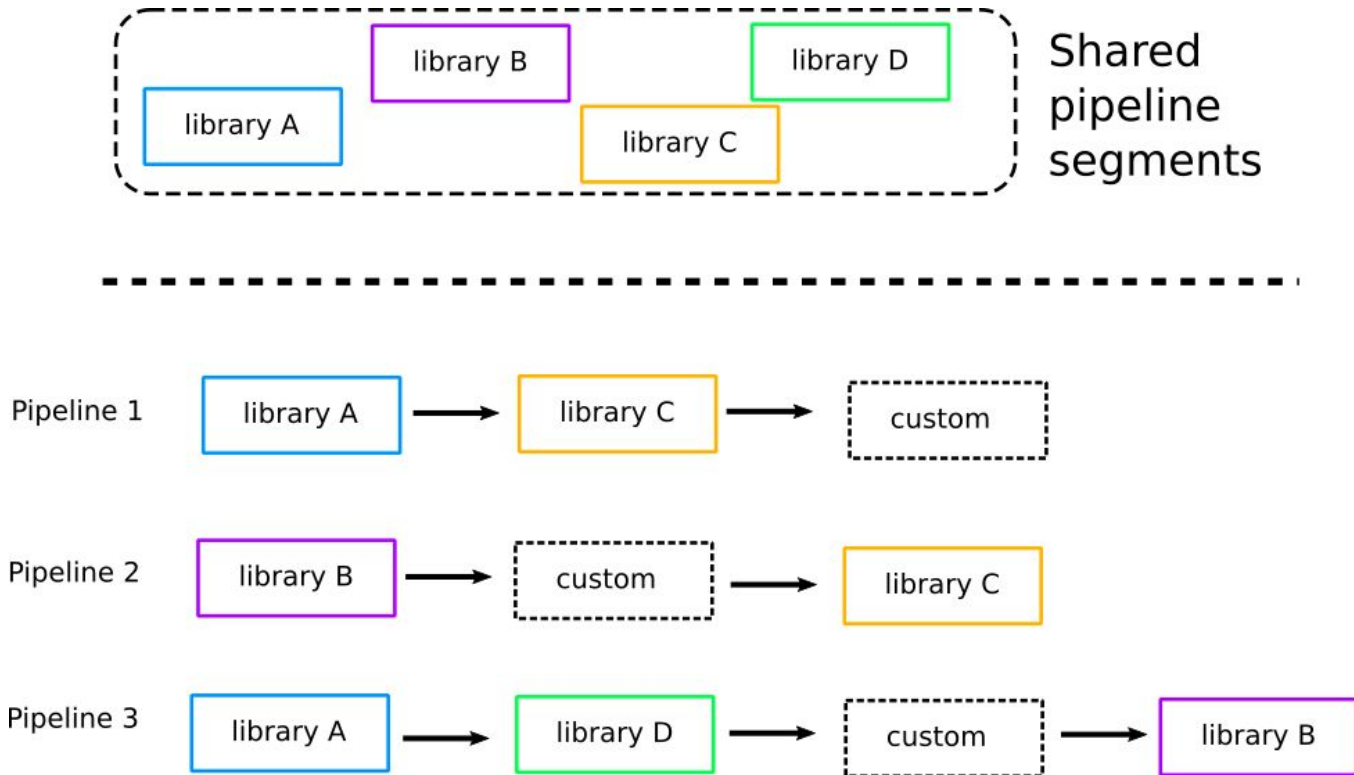 library A
library B
library C
library D
Shared
pipeline
segments
Pipeline 1
library A
library C
custom
Pipeline 2
library B
custom
library C
Pipeline 3
library A
library D
custom
library B